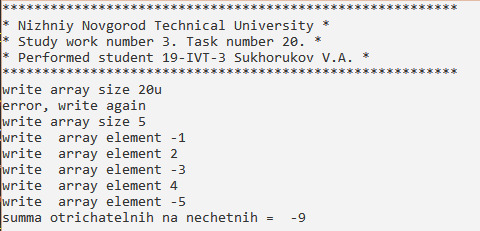 *********************************************************
* Nizhniy Novgorod Technical University *
* Study work number 3. Task number 20. *
* Performed student 19-IVT-3 Sukhorukov V.A. *
*********************************************************
write array size 20u
error, write again
write array size 5
write  array element -1
write  array element 2
write  array element -3
write  array element 4
write  array element -5
summa otrichatelnih na nechetnih =  -9